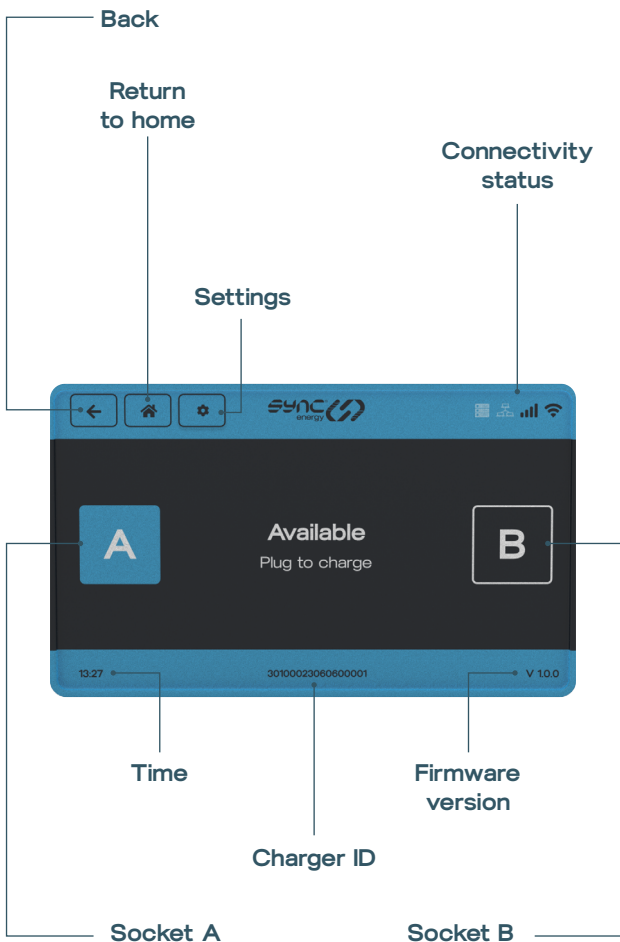 Back
Return
to home
Connectivity
status
Settings
sync
energy
A
Available
Plug to charge
B
13:27
30100023060600001
V 1.0.0
Time
Firmware
version
Charger ID
Socket A
Socket B